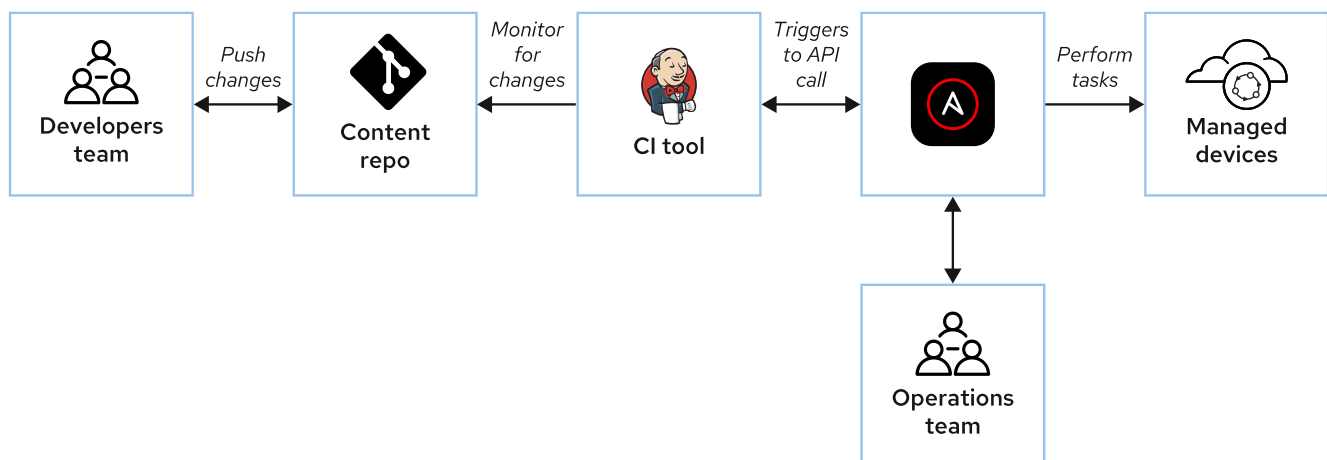 Push
changes
Monitor
for
changes
Triggers
to API
call
Perform
tasks
Developers
team
Content
repo
CI tool
Managed
devices
Operations
team